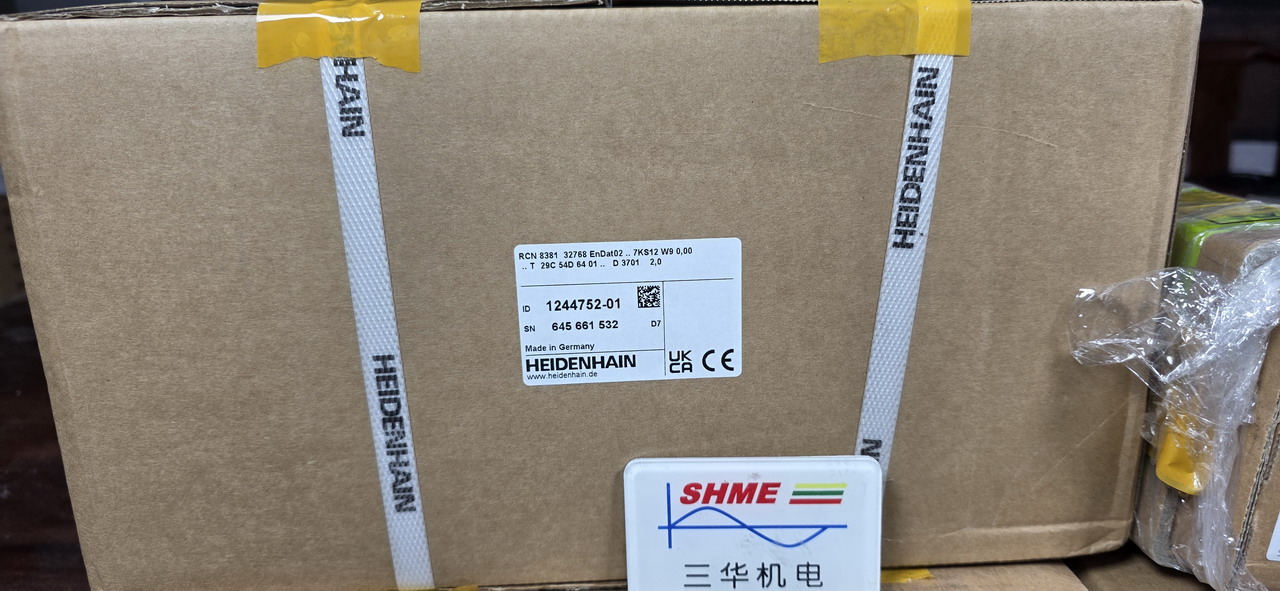 HEIDENHAIN
HEIDENHAIN
HEIDENHAIN
RCN 8381 32768 EnDat02 .. 7KS12 W9 0,00
.. T 29C 54D 64 01 .. D 3701 2,0
ID 1244752-01
SN 645 661 532 D7
Made in Germany
HEIDENHAIN
www.heidenhain.de
UK
CA CE
SHME
三华机电